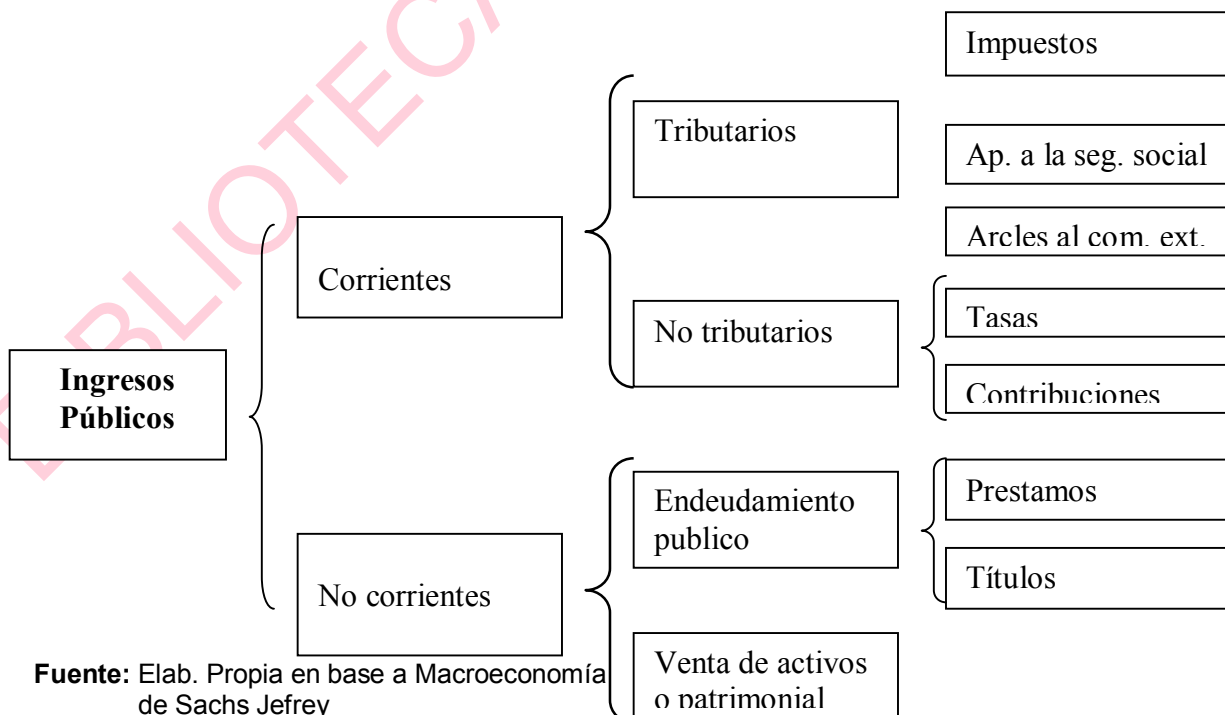 Impuestos
Tributarios
Ap. a la seg. social
Arcles al com. ext.
Corrientes
No tributarios
Tasas
Contribuciones
Ingresos
Públicos
Endeudamiento
publico
Prestamos
Títulos
No corrientes
Venta de activos
o patrimonial
Fuente: Elab. Propia en base a Macroeconomía
de Sachs Jefrey